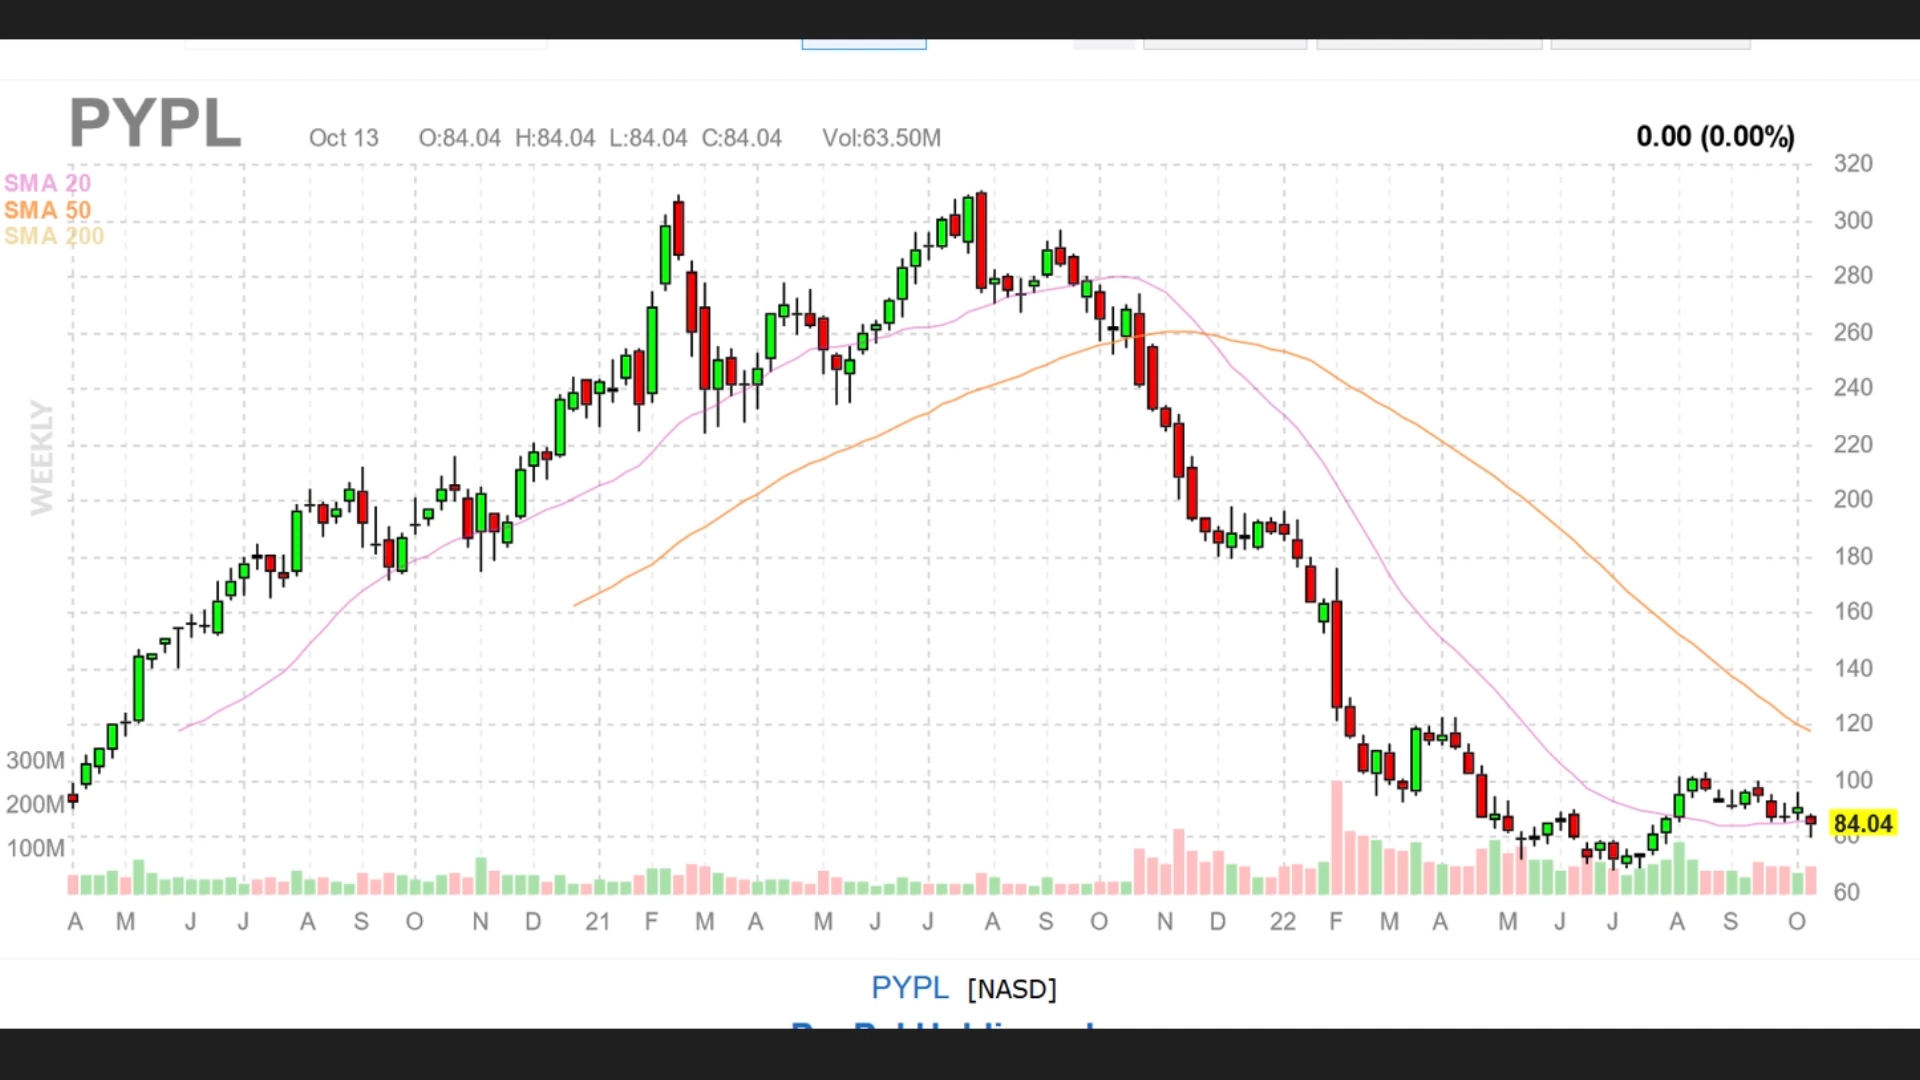 PYPL Oct 13 O:84.04 H:84.04 L:84.04 C:84.04 Vol:63.50M 0.00 (0.00%)
SMA 20
SMA 50
SMA 200
WEEKLY
320
300
280
260
240
220
200
180
160
140
120
100
84.04
80
60
300M
200M
100M
A M J J A S O N D 21 F M A M J J A S O N D 22 F M A M J J A S O
PYPL [NASD]